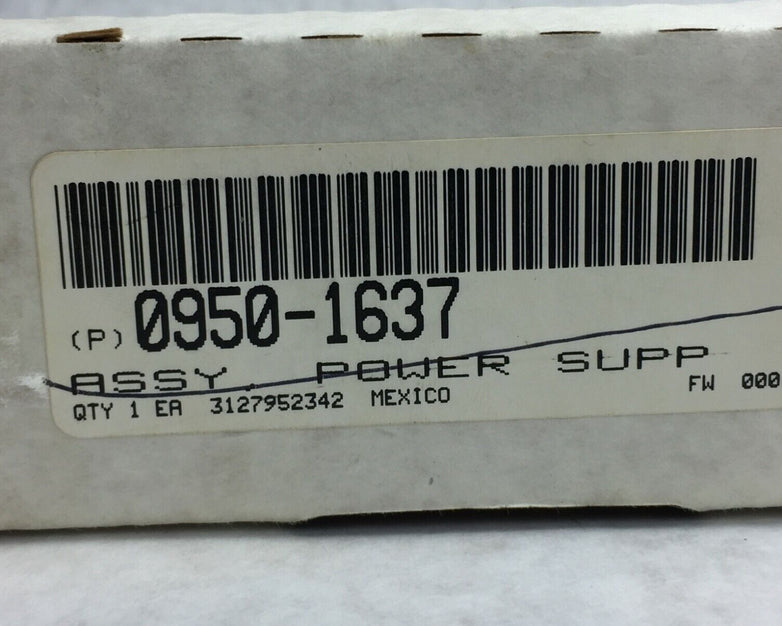 (P) 0950-1637
ASSY. POWER SUPP
QTY 1 EA 3127952342 MEXICO FW 000